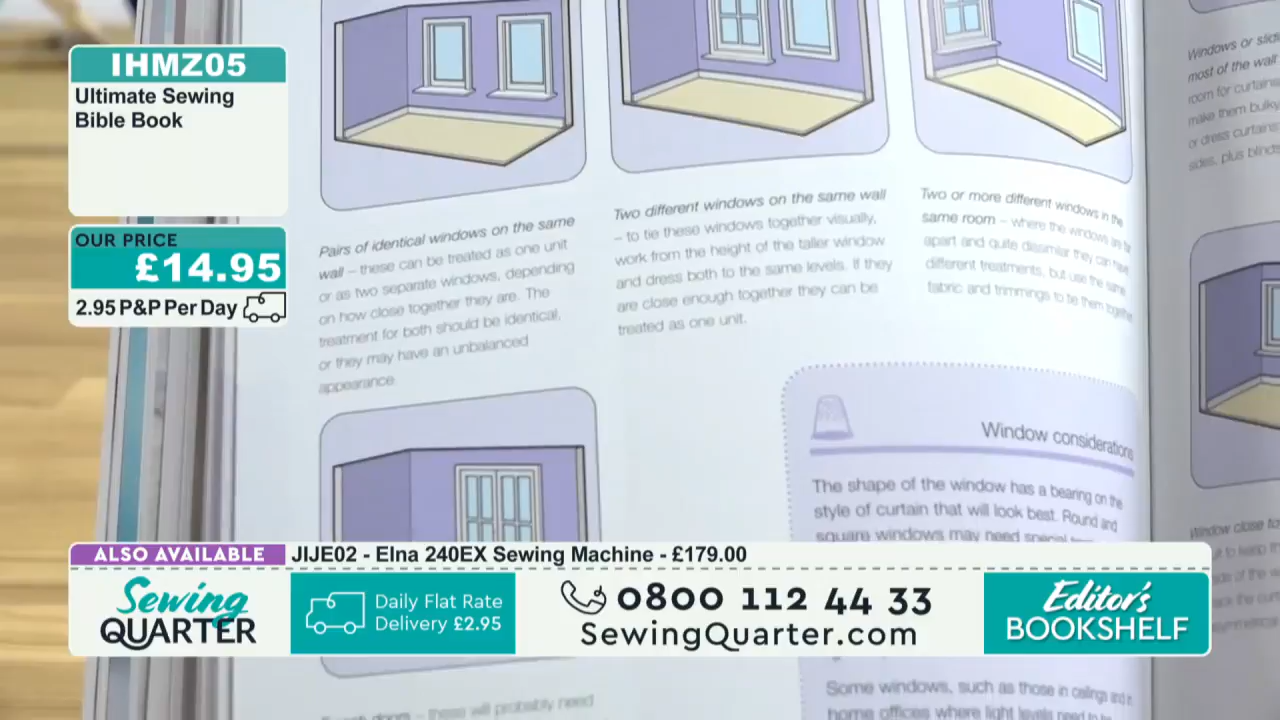 IHMZ05
Ultimate Sewing
Bible Book
OUR PRICE
£14.95
2.95 P&P Per Day
Pairs of identical windows on the same
wall – these can be treated as one unit
or as two separate windows, depending
on how close together they are. The
treatment for both should be identical,
or they may have an unbalanced
appearance.
Two different windows on the same wall
– to tie these windows together visually,
work from the height of the taller window
and dress both to the same levels. If they
are close enough together they can be
treated as one unit.
Two or more different windows in the
same room – where the windows are far
apart and quite dissimilar they can have
different treatments, but use the same
fabric and trimmings to tie them together.
Window considerations
The shape of the window has a bearing on the
style of curtain that will look best. Round and
square windows may need special
Some windows, such as those in ceilings and in
home offices where light levels need to be
– these will probably need
Windows or
most of the wall
room for curtains
make them bulky
or dress curtains
sides, plus blinds
Window close to
ALSO AVAILABLE
JIJE02 - Elna 240EX Sewing Machine - £179.00
Sewing
QUARTER
Daily Flat Rate
Delivery £2.95
0800 112 44 33
SewingQuarter.com
Editor's
BOOKSHELF